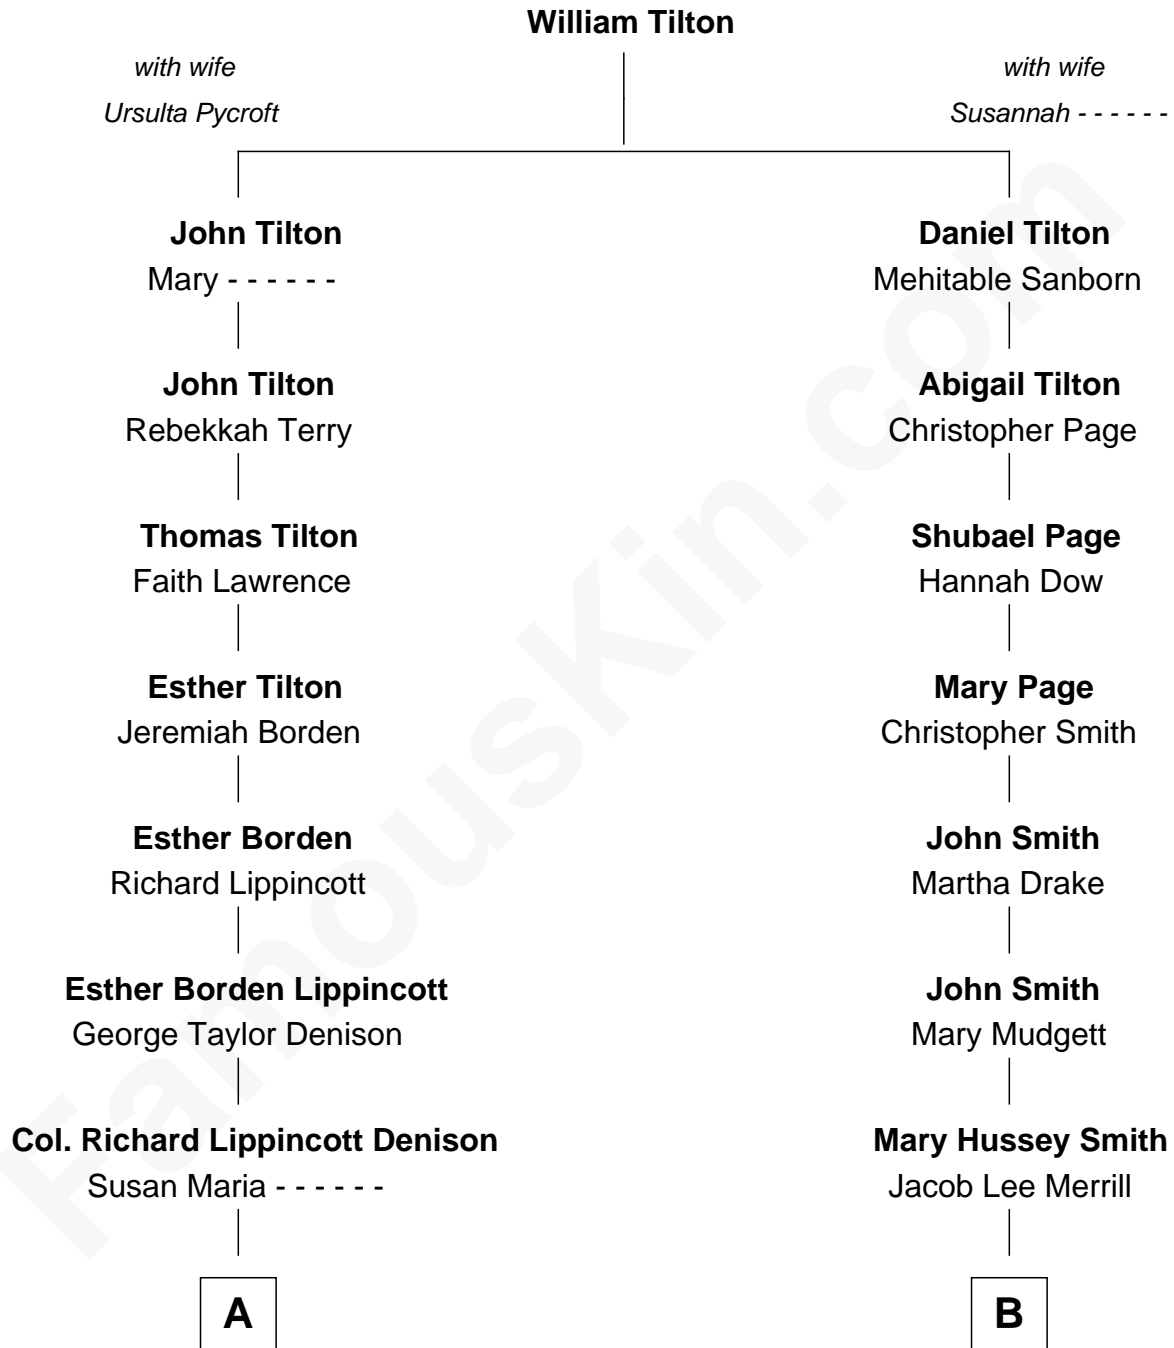 William Tilton
with wife
Ursulta Pycroft
with wife
Susannah - - - - - -
John Tilton
Mary - - - - - -
Daniel Tilton
Mehitable Sanborn
John Tilton
Rebekkah Terry
Abigail Tilton
Christopher Page
Thomas Tilton
Faith Lawrence
Shubael Page
Hannah Dow
Esther Tilton
Jeremiah Borden
Mary Page
Christopher Smith
Esther Borden
Richard Lippincott
John Smith
Martha Drake
Esther Borden Lippincott
George Taylor Denison
John Smith
Mary Mudgett
Col. Richard Lippincott Denison
Susan Maria - - - - - -
Mary Hussey Smith
Jacob Lee Merrill
A
B
FamousKin.com